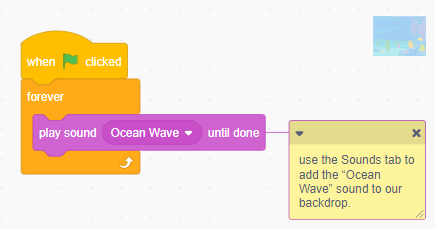 when clicked
forever
play sound Ocean Wave until done
use the Sounds tab to
add the “Ocean
Wave” sound to our
backdrop.